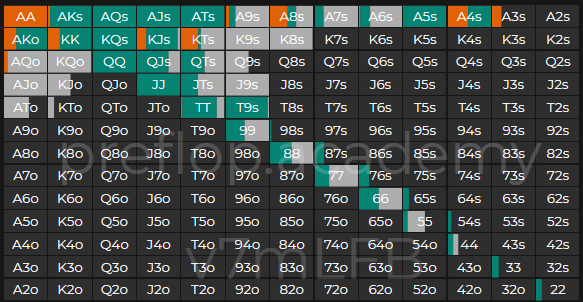 AA AKs AQs AJs ATs A9s A8s A7s A6s A5s A4s A3s A2s
AKo KK KQs KJs KTs K9s K8s K7s K6s K5s K4s K3s K2s
AQo KQo QQ QJs QTs Q9s Q8s Q7s Q6s Q5s Q4s Q3s Q2s
AJo KJo QJo JJ JTs J9s J8s J7s J6s J5s J4s J3s J2s
ATo KTo QTo JTo TT T9s T8s T7s T6s T5s T4s T3s T2s
A9o K9o Q9o J9o T9o 99 98s 97s 96s 95s 94s 93s 92s
A8o K8o Q8o J8o T8o 98o 88 87s 86s 85s 84s 83s 82s
preflop.academy
A7o K7o Q7o J7o T7o 97o 87o 77 76s 75s 74s 73s 72s
A6o K6o Q6o J6o T6o 96o 86o 76o 66 65s 64s 63s 62s
A5o K5o Q5o J5o T5o 95o 85o 75o 65o 55 54s 53s 52s
A4o K4o Q4o J4o T4o 94o 84o 74o 64o 54o 44 43s 42s
v7mLFB
A3o K3o Q3o J3o T3o 93o 83o 73o 63o 53o 43o 33 32s
A2o K2o Q2o J2o T2o 92o 82o 72o 62o 52o 42o 32o 22